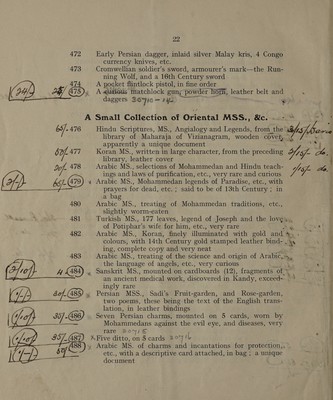 22
472 Early Persian dagger, inlaid silver Malay kris, 4 Congo
currency knives, etc.
473 Cromwellian soldier's sword, armourer's mark—the Run-
ning Wolf, and a 16th Century sword
474 A pocket flintlock pistol, in fine order
24/- 25/- 475 A curious matchlock gun, powder horn, leather belt and
daggers
A Small Collection of Oriental MSS., &c.
65/- 476 Hindu Scriptures, MS., Angialogy and Legends, from the
library of Maharaja of Vizianagram, wooden cover,
apparently a unique document
50/- 477 Koran MS., written in large character, from the preceding
library, leather cover
30/- 478 Arabic MS., selections of Mohammedan and Hindu teach-
ings and laws of purification, etc., very rare and curious
479 Arabic MS., Mohammedan legends of Paradise, etc., with
prayers for dead, etc.; said to be of 13th Century; in
a bag
480 Arabic MS., treating of Mohammedan traditions, etc.,
slightly worm-eaten
481 Turkish MS., 177 leaves, legend of Joseph and the love
of Potiphar's wife for him, etc., very rare
482 Arabic MS., Koran, finely illuminated with gold and
colours, with 14th Century gold stamped leather bind-
ing, complete copy and very neat
483 Arabic MS., treating of the science and origin of Arabic,
the language of angels, etc., very curious
484 Sanskrit MS., mounted on cardboards (12), fragments of
an ancient medical work, discovered in Kandy, exceed-
ingly rare
485 Persian MSS., Sadi's Fruit-garden, and Rose-garden,
two poems, these being the text of the English trans-
lation, in leather bindings
35/- 486 Seven Persian charms, mounted on 5 cards, worn by
Mohammedans against the evil eye, and diseases, very
rare
35/- 487 Five ditto, on 5 cards
488 Arabic MS. of charms and incantations for protection,
etc., with a descriptive card attached, in bag; a unique
document